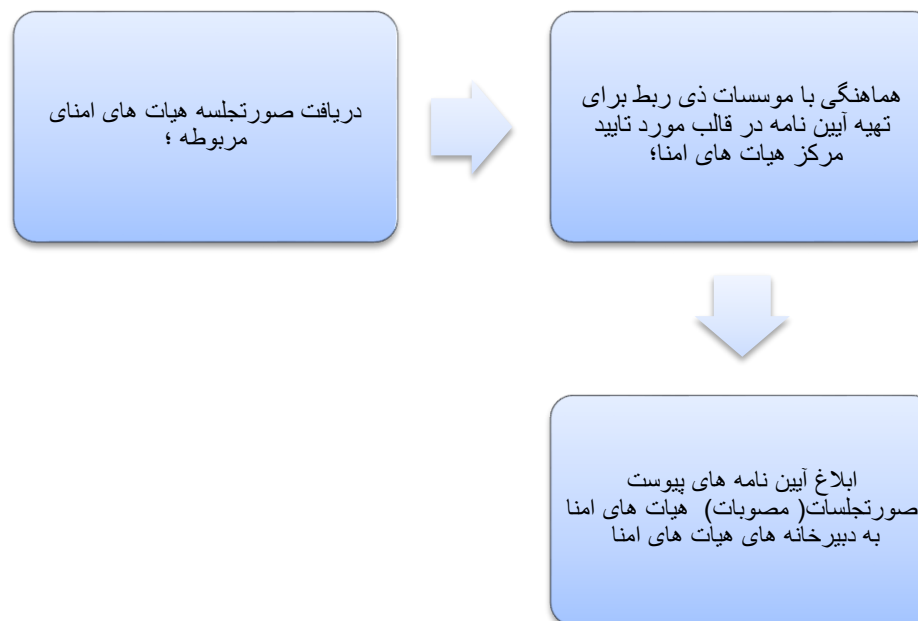 دریافت صورتجلسه هیات های امنای
مربوطه ؛
هماهنگی با موسسات ذی ربط برای
تهیه آیین نامه در قالب مورد تایید
مرکز هیات های امنا؛
ابلاغ آیین نامه های پیوست
صورتجلسات( مصوبات) هیات های امنا
به دبیرخانه های هیات های امنا